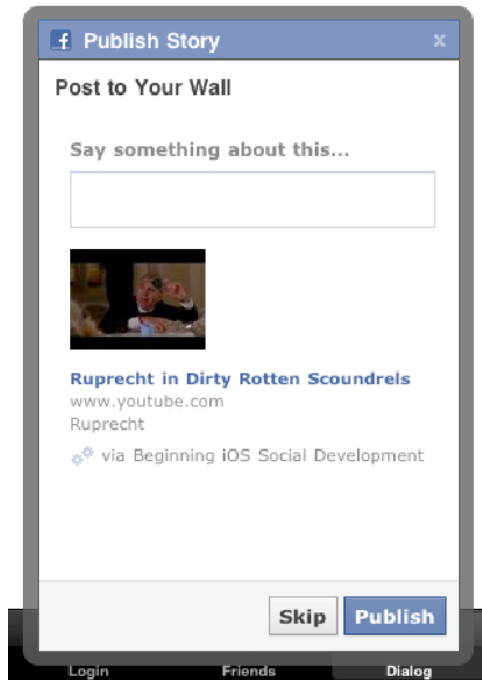 f Publish Story x
Post to Your Wall
Say something about this...
Ruprecht in Dirty Rotten Scoundrels
www.youtube.com
Ruprecht
via Beginning iOS Social Development
Skip Publish
Login Friends Dialog